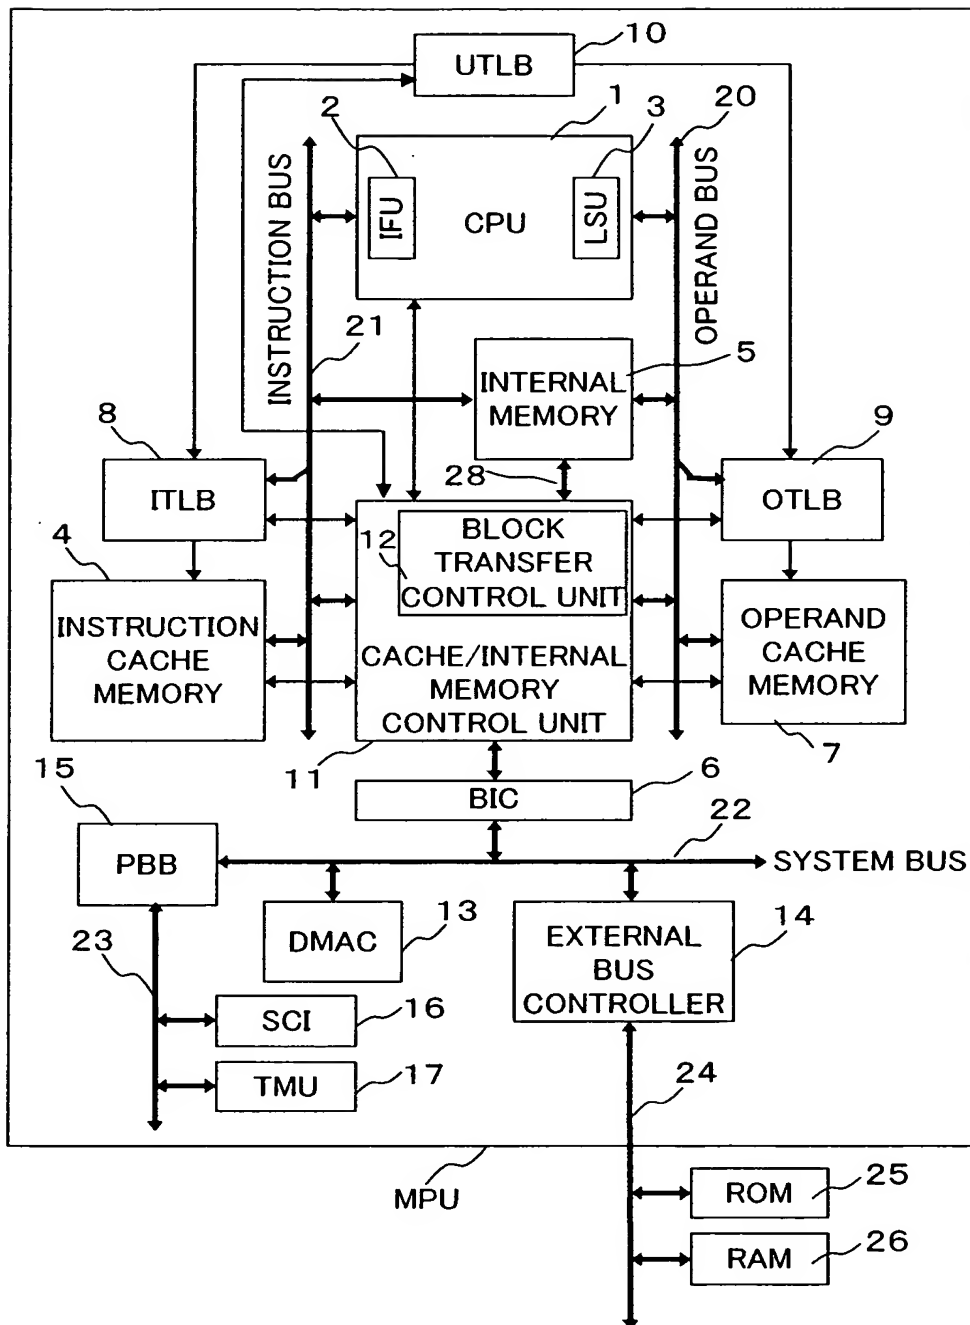 10
UTLB
1
2
3
20
INSTRUCTION BUS
IFU
CPU
LSU
OPERAND BUS
21
5
INTERNAL
MEMORY
8
9
ITLB
28
OTLB
4
12
BLOCK
TRANSFER
CONTROL UNIT
INSTRUCTION
CACHE
MEMORY
OPERAND
CACHE
MEMORY
CACHE/INTERNAL
MEMORY
CONTROL UNIT
11
7
15
6
BIC
22
PBB
SYSTEM BUS
13
14
DMAC
EXTERNAL
BUS
CONTROLLER
23
SCI
16
TMU
17
24
MPU
ROM
25
RAM
26